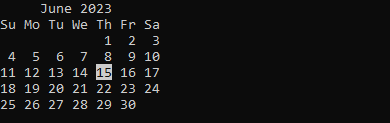 June 2023
Su Mo Tu We Th Fr Sa
1 2 3
4 5 6 7 8 9 10
11 12 13 14 15 16 17
18 19 20 21 22 23 24
25 26 27 28 29 30